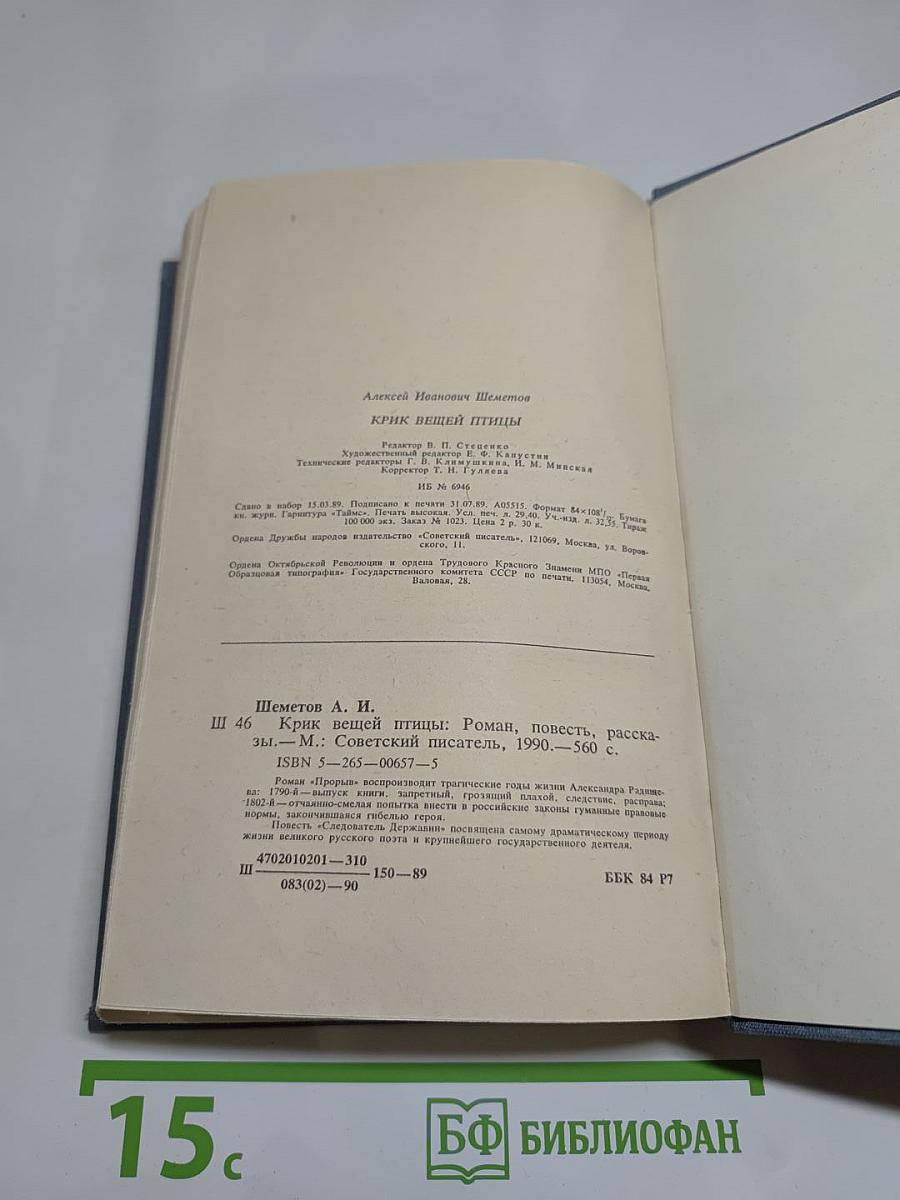 Алексей Иванович Шеметов
КРИК ВЕЩЕЙ ПТИЦЫ
Редактор В. П. Стеценко
Художественный редактор Е. Ф. Капустин
Технические редакторы Г. В. Климушкина, И. М. Минская
Корректор Т. Н. Гуляева
ИБ № 6946
Сдано в набор 15.03.89. Подписано к печати 31.07.89. А05515. Формат 84×108¹/₃₂. Бумага
кн. журн. Гарнитура «Таймс». Печать высокая. Усл. печ. л. 29,40. Уч.-изд. л. 32,55. Тираж
100 000 экз. Заказ № 1023. Цена 2 р. 30 к.
Ордена Дружбы народов издательство «Советский писатель», 121069, Москва, ул. Воров-
ского, 11.
Ордена Октябрьской Революции и ордена Трудового Красного Знамени МПО «Первая
Образцовая типография» Государственного комитета СССР по печати. 113054, Москва,
Валовая, 28.
Шеметов А. И.
Ш 46 Крик вещей птицы: Роман, повесть, расска-
зы.— М.: Советский писатель, 1990.—560 с.
ISBN 5—265—00657—5
Роман «Прорыв» воспроизводит трагические годы жизни Александра Радище-
ва: 1790-й — выпуск книги, запретный, грозящий плахой, следствие, расправа;
1802-й — отчаянно-смелая попытка внести в российские законы гуманные правовые
нормы, закончившаяся гибелью героя.
Повесть «Следователь Державин» посвящена самому драматическому периоду
жизни великого русского поэта и крупнейшего государственного деятеля.
4702010201—310
Ш 150—89
083(02)—90
ББК 84 Р7
15 с
БФ БИБЛИОФАН